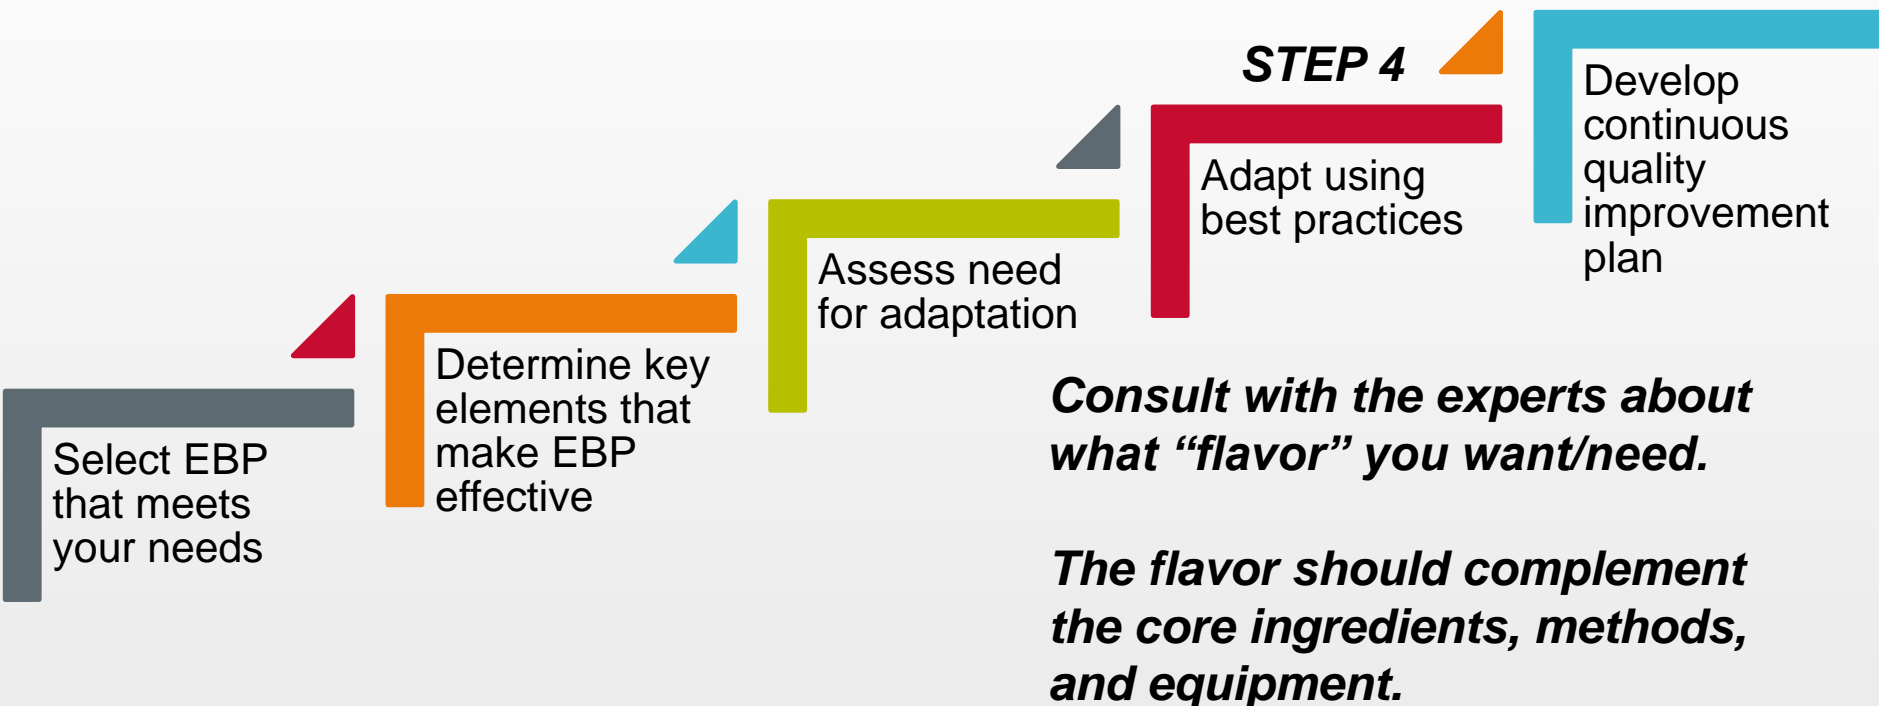 Select EBP
that meets
your needs
Determine key
elements that
make EBP
effective
Assess need
for adaptation
STEP 4
Adapt using
best practices
Develop
continuous
quality
improvement
plan
Consult with the experts about
what “flavor” you want/need.
The flavor should complement
the core ingredients, methods,
and equipment.